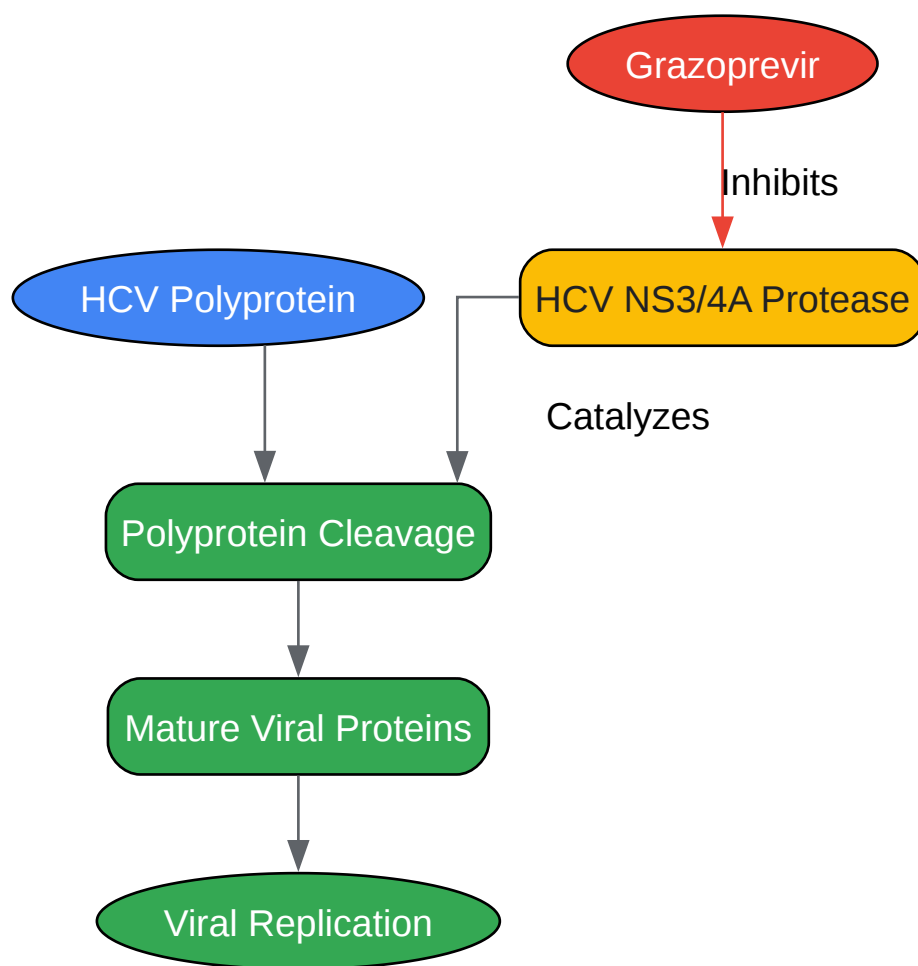 Grazoprevir
Inhibits
HCV Polyprotein
HCV NS3/4A Protease
Catalyzes
Polyprotein Cleavage
Mature Viral Proteins
Viral Replication